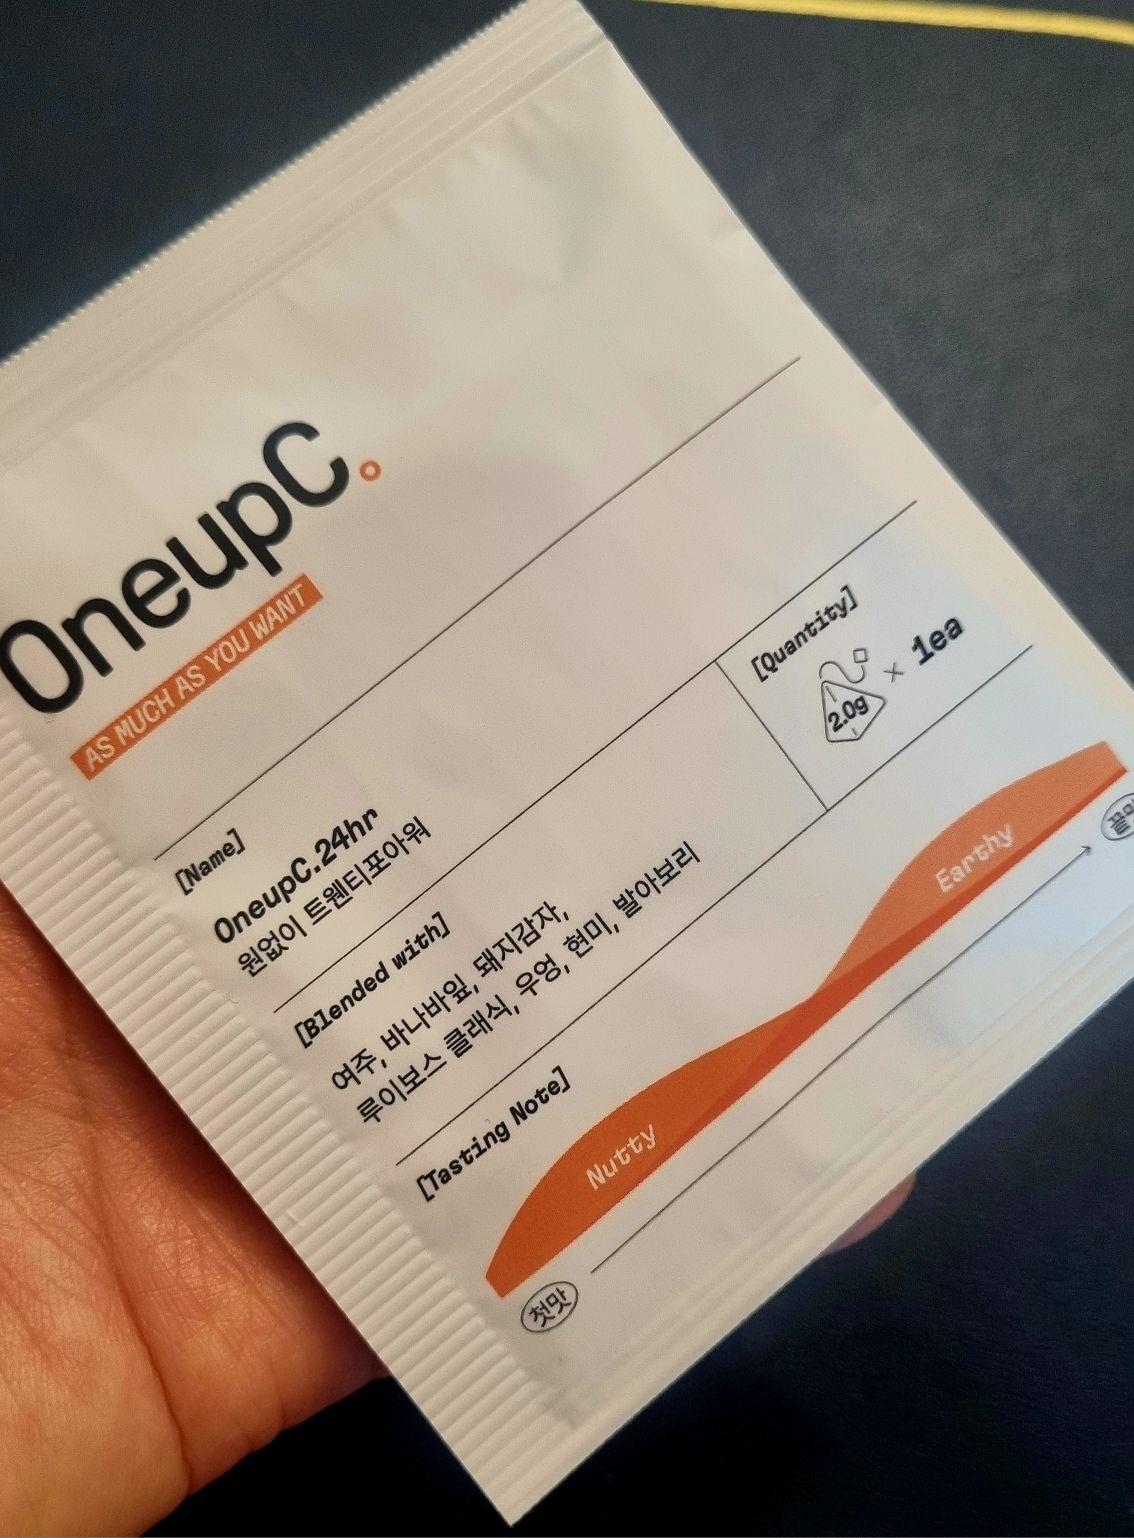 OneupC.
AS MUCH AS YOU WANT
[Name]
OneupC.24hr
원없이 트웬티포아워
[Blended with]
여주, 바나바잎, 돼지감자,
루이보스 클래식, 우엉, 현미, 발아보리
[Quantity]
2.0g × 1ea
[Tasting Note]
Nutty
Earthy
첫맛